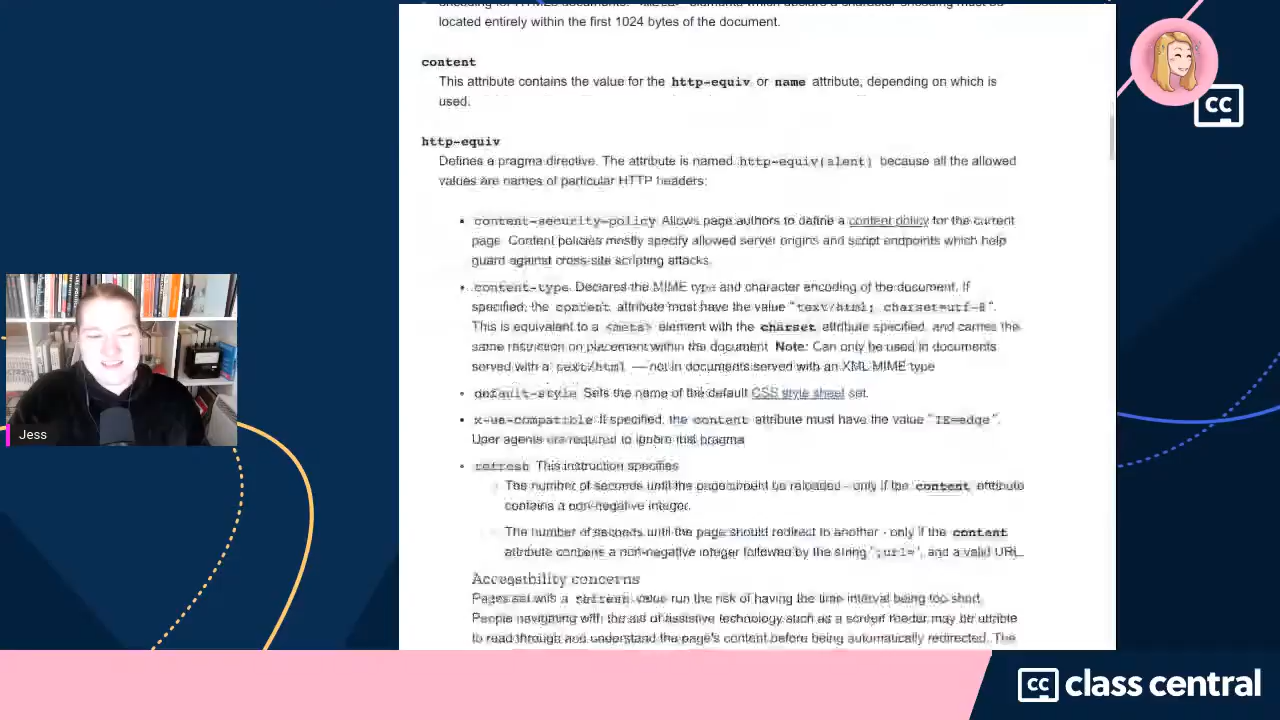 located entirely within the first 1024 bytes of the document.
content
This attribute contains the value for the http-equiv or name attribute, depending on which is
used.
http-equiv
Defines a pragma directive. The attribute is named http-equiv(alent) because all the allowed
values are names of particular HTTP headers:
content-security-policy Allows page authors to define a content policy for the current
page. Content policies mostly specify allowed server origins and script endpoints which help
guard against cross-site scripting attacks.
content-type Declares the MIME type and character encoding of the document. If
specified, the content attribute must have the value "text/html; charset=utf-8".
This is equivalent to a <meta> element with the charset attribute specified and carries the
same restriction on placement within the document. Note: Can only be used in documents
served with a text/html — not in documents served with an XML MIME type.
default-style Sets the name of the default CSS style sheet set.
x-ua-compatible If specified, the content attribute must have the value "IE=edge".
User agents are required to ignore this pragma.
refresh This instruction specifies:
The number of seconds until the page should be reloaded - only if the content attribute
contains a non-negative integer.
The number of seconds until the page should redirect to another - only if the content
attribute contains a non-negative integer followed by the string ';url=', and a valid URL.
Accessibility concerns
Pages set with a refresh value run the risk of having the time interval being too short.
People navigating with the aid of assistive technology such as a screen reader may be unable
to read through and understand the page's content before being automatically redirected. The
Jess
CC
CC class central